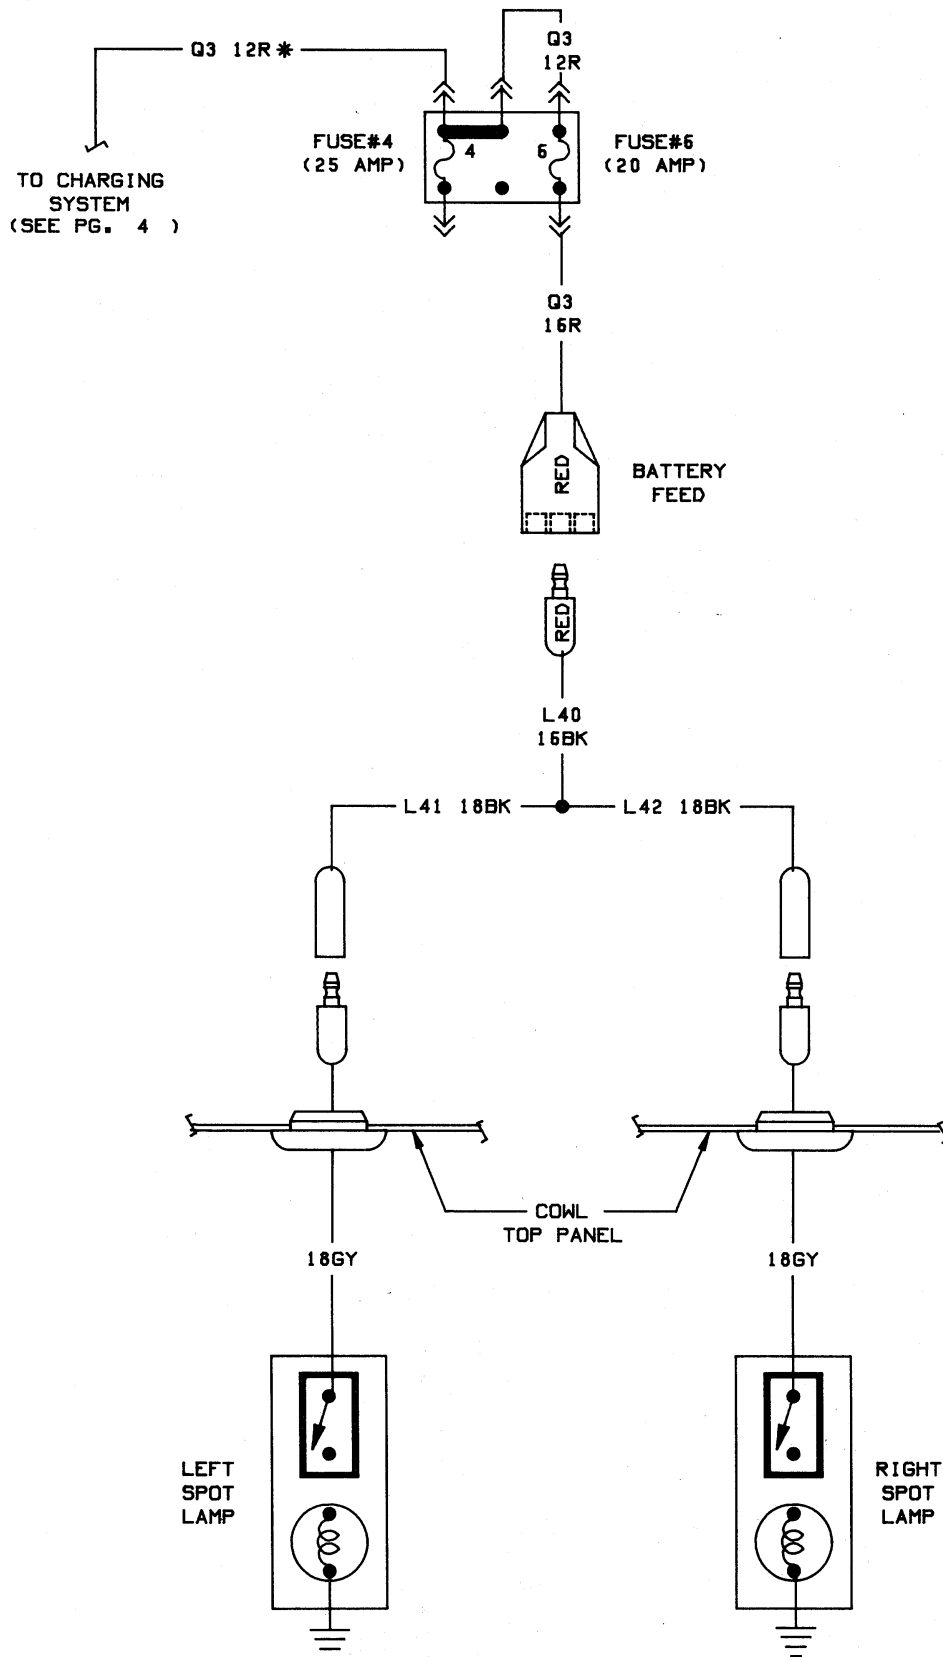 Q3 12R*
Q3
12R
FUSE#4
(25 AMP)
4
6
FUSE#6
(20 AMP)
TO CHARGING
SYSTEM
(SEE PG. 4 )
Q3
16R
RED
BATTERY
FEED
RED
L40
16BK
L41 18BK
L42 18BK
COWL
TOP PANEL
18GY
18GY
LEFT
SPOT
LAMP
RIGHT
SPOT
LAMP